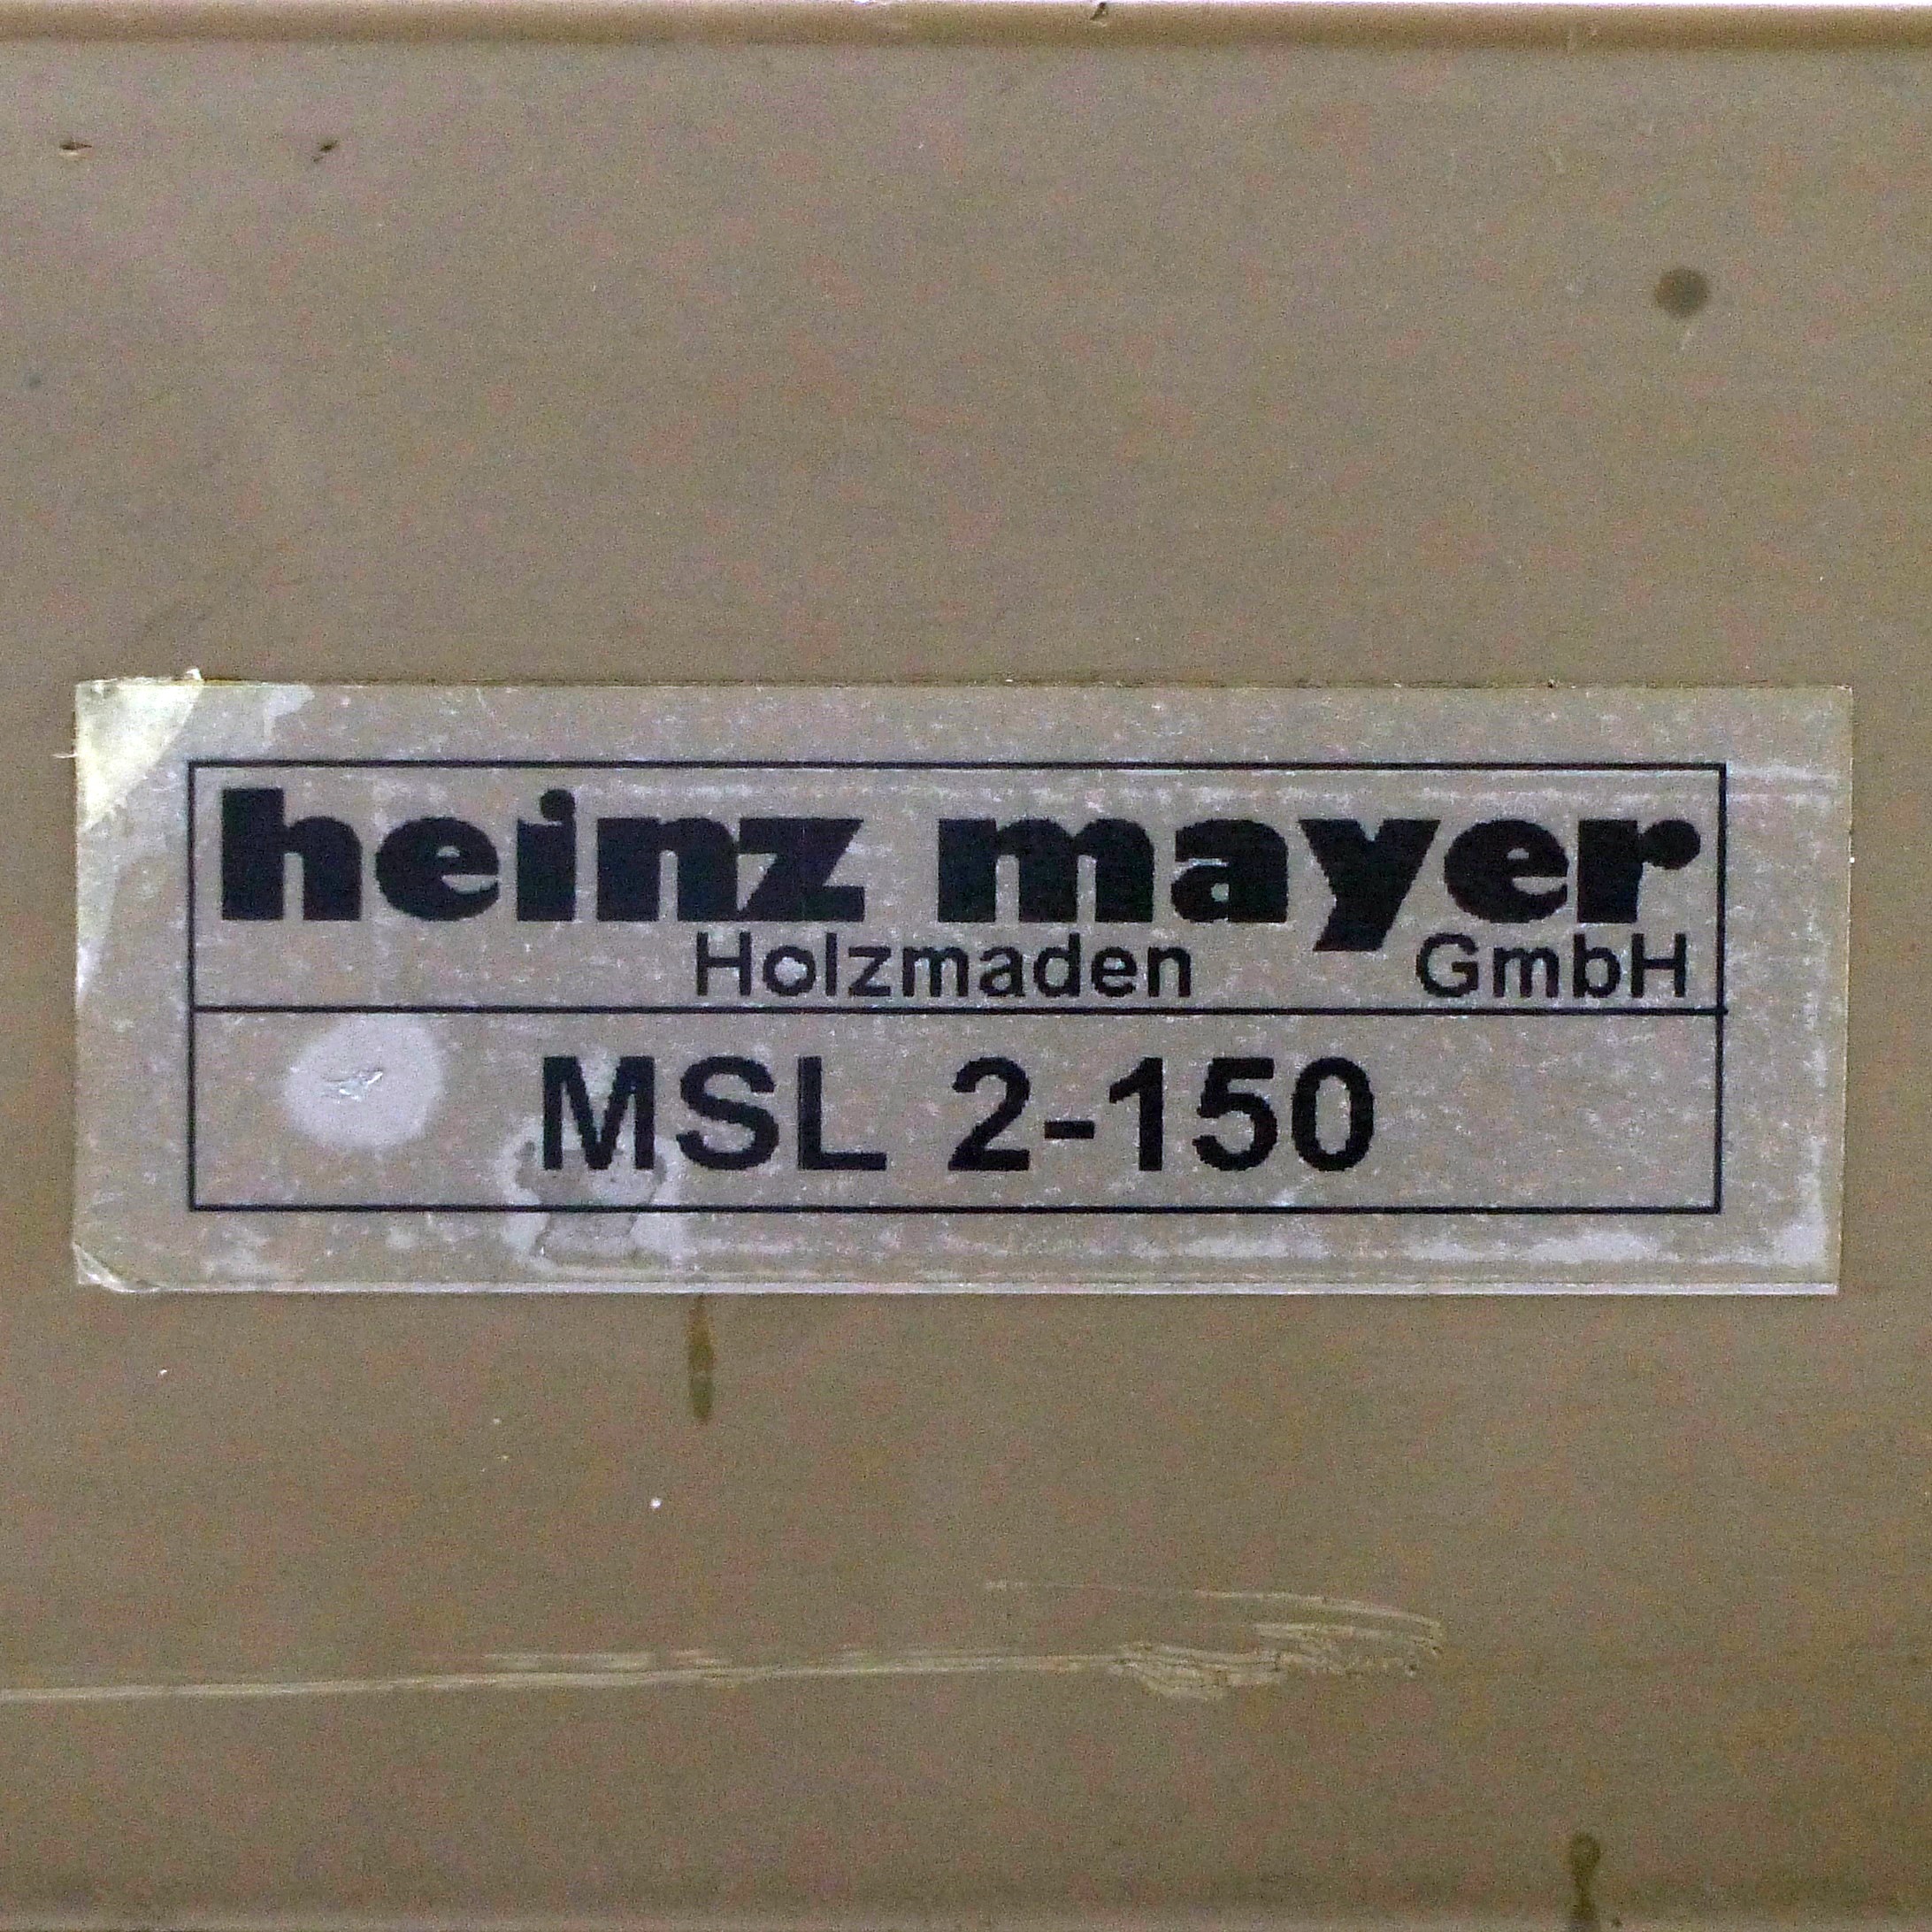 heinz mayer
Holzmaden GmbH
MSL 2-150